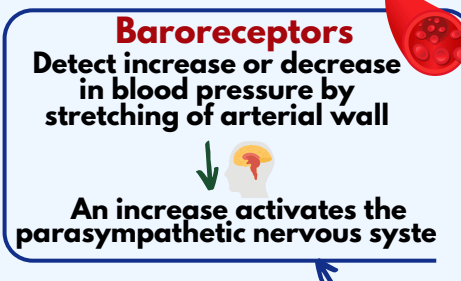 Baroreceptors
Detect increase or decrease
in blood pressure by
stretching of arterial wall
An increase activates the
parasympathetic nervous syste